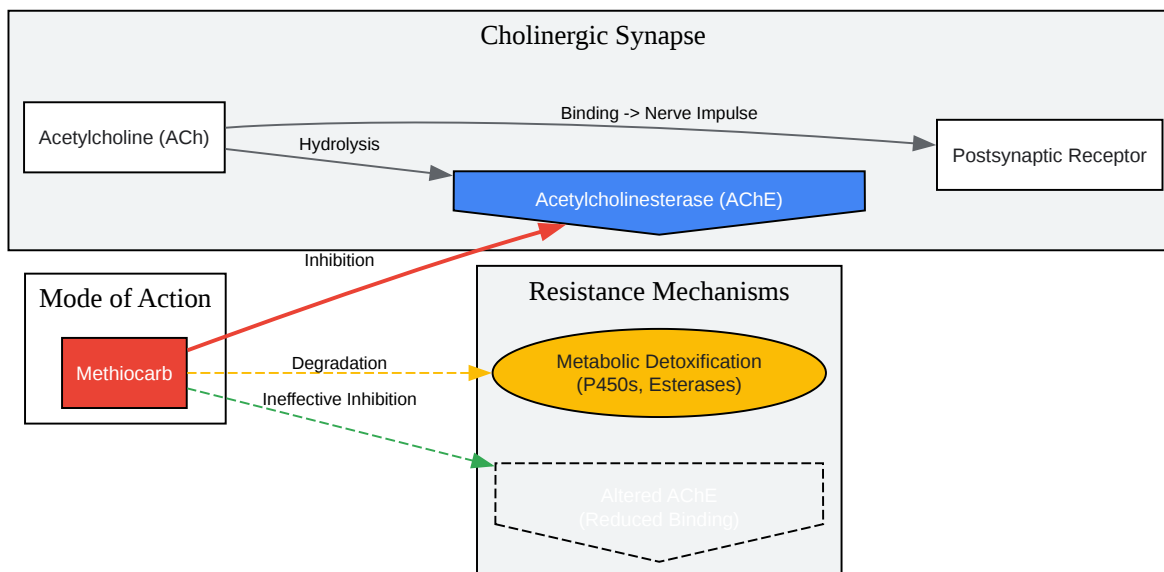 Cholinergic Synapse
Acetylcholine (ACh)
Binding -> Nerve Impulse
Hydrolysis
Postsynaptic Receptor
Acetylcholinesterase (AChE)
Inhibition
Mode of Action
Methiocarb
Resistance Mechanisms
Degradation
Metabolic Detoxification
(P450s, Esterases)
Ineffective Inhibition
Altered AChE
(Reduced Binding)